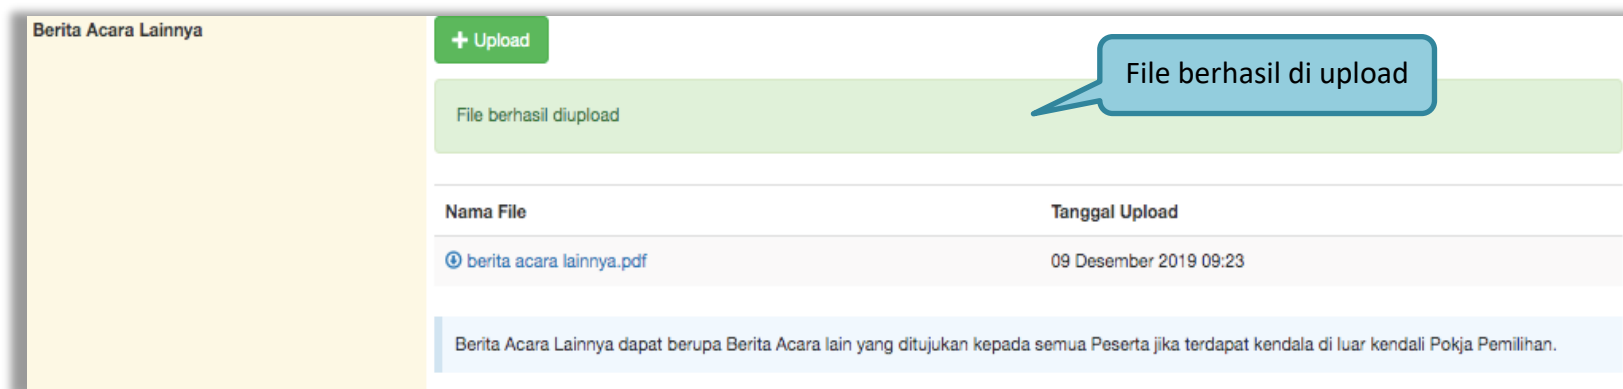 Berita Acara Lainnya
+ Upload
File berhasil di upload
File berhasil diupload
Nama File Tanggal Upload
berita acara lainnya.pdf 09 Desember 2019 09:23
Berita Acara Lainnya dapat berupa Berita Acara lain yang ditujukan kepada semua Peserta jika terdapat kendala di luar kendali Pokja Pemilihan.